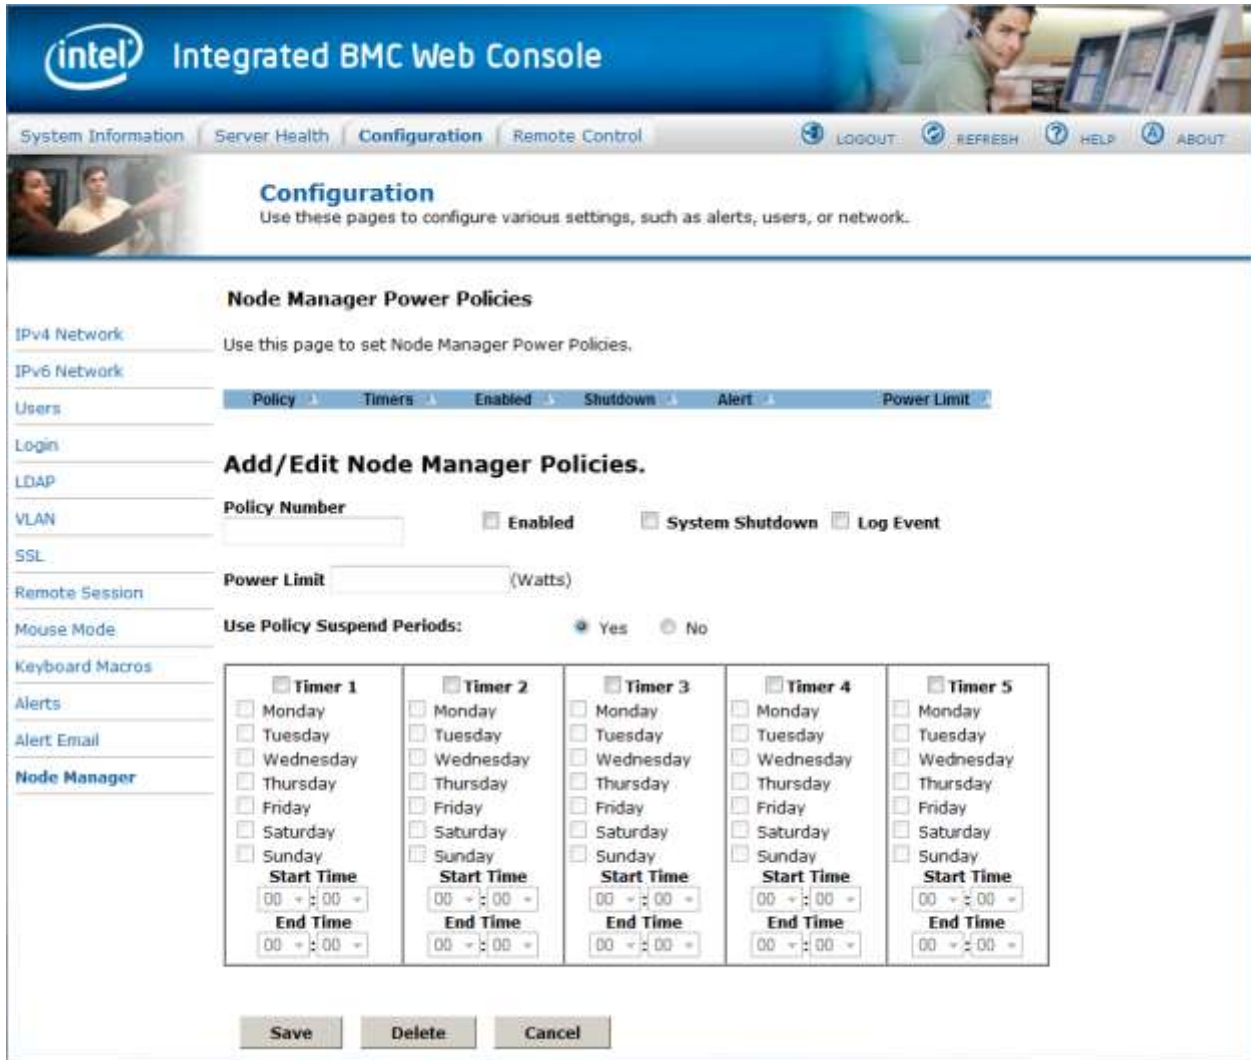 intel Integrated BMC Web Console
System Information Server Health Configuration Remote Control LOGOUT REFRESH HELP ABOUT
Configuration
Use these pages to configure various settings, such as alerts, users, or network.
Node Manager Power Policies
Use this page to set Node Manager Power Policies.
IPv4 Network
IPv6 Network
Users
Login
LDAP
VLAN
SSL
Remote Session
Mouse Mode
Keyboard Macros
Alerts
Alert Email
Node Manager
Policy Timers Enabled Shutdown Alert Power Limit
Add/Edit Node Manager Policies.
Policy Number
Enabled System Shutdown Log Event
Power Limit (Watts)
Use Policy Suspend Periods: Yes No
Timer 1 Timer 2 Timer 3 Timer 4 Timer 5
Monday Monday Monday Monday Monday
Tuesday Tuesday Tuesday Tuesday Tuesday
Wednesday Wednesday Wednesday Wednesday Wednesday
Thursday Thursday Thursday Thursday Thursday
Friday Friday Friday Friday Friday
Saturday Saturday Saturday Saturday Saturday
Sunday Sunday Sunday Sunday Sunday
Start Time Start Time Start Time Start Time Start Time
00 : 00 00 : 00 00 : 00 00 : 00 00 : 00
End Time End Time End Time End Time End Time
00 : 00 00 : 00 00 : 00 00 : 00 00 : 00
Save Delete Cancel